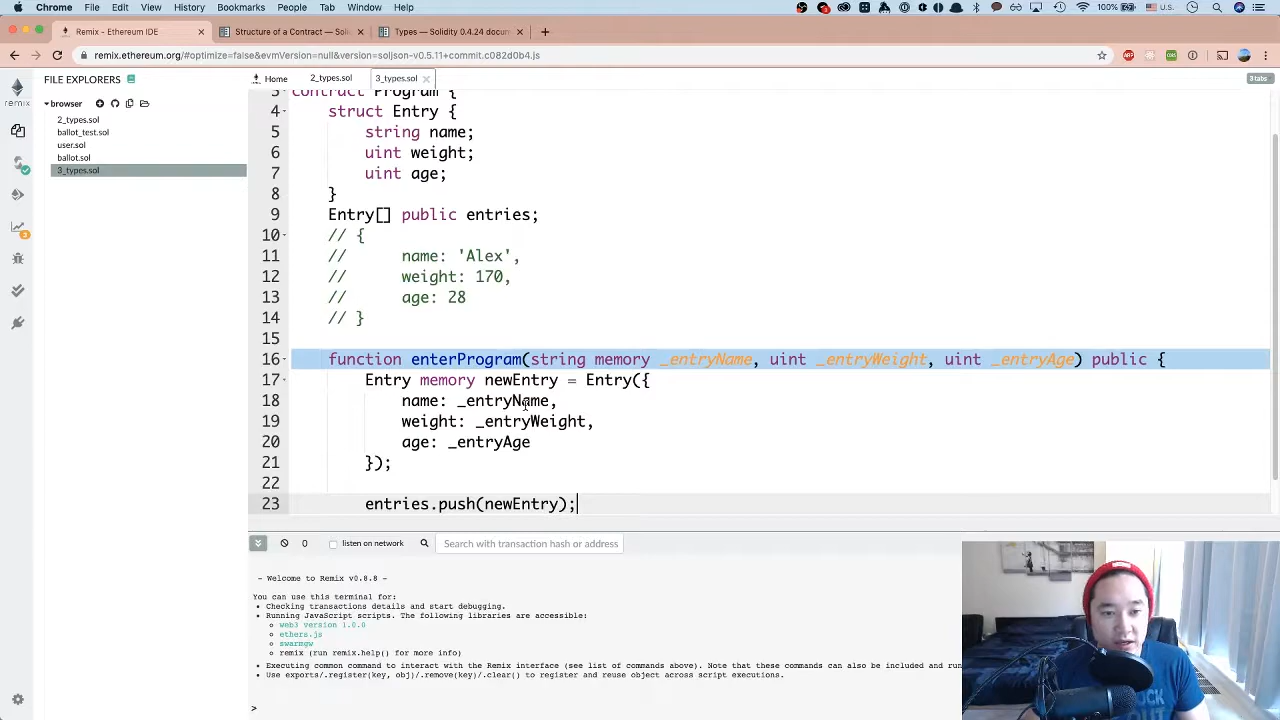 Chrome File Edit View History Bookmarks People Tab Window Help 100% U.S.
Remix - Ethereum IDE Structure of a Contract — Sol Types — Solidity 0.4.24 docum
remix.ethereum.org/#optimize=false&evmVersion=null&version=soljson-v0.5.11+commit.c082d0b4.js
FILE EXPLORERS Home 2_types.sol 3_types.sol 3 tabs
remix
browser
2_types.sol
ballot_test.sol
user.sol
ballot.sol
3_types.sol
3
3 contract Program {
4 struct Entry {
5 string name;
6 uint weight;
7 uint age;
8 }
9 Entry[] public entries;
10 // {
11 // name: 'Alex',
12 // weight: 170,
13 // age: 28
14 // }
15
16 function enterProgram(string memory _entryName, uint _entryWeight, uint _entryAge) public {
17 Entry memory newEntry = Entry({
18 name: _entryName,
19 weight: _entryWeight,
20 age: _entryAge
21 });
22
23 entries.push(newEntry);
0 listen on network Search with transaction hash or address
- Welcome to Remix v0.8.8 -
You can use this terminal for:
• Checking transactions details and start debugging.
• Running JavaScript scripts. The following libraries are accessible:
web3 version 1.0.0
ethers.js
swarmgw
remix (run remix.help() for more info)
• Executing common command to interact with the Remix interface (see list of commands above). Note that these commands can also be included and run
• Use exports/.register(key, obj)/.remove(key)/.clear() to register and reuse object across script executions.
>